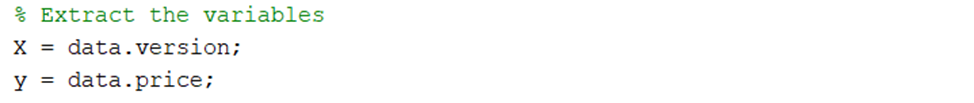 % Extract the variables
X = data.version;
y = data.price;